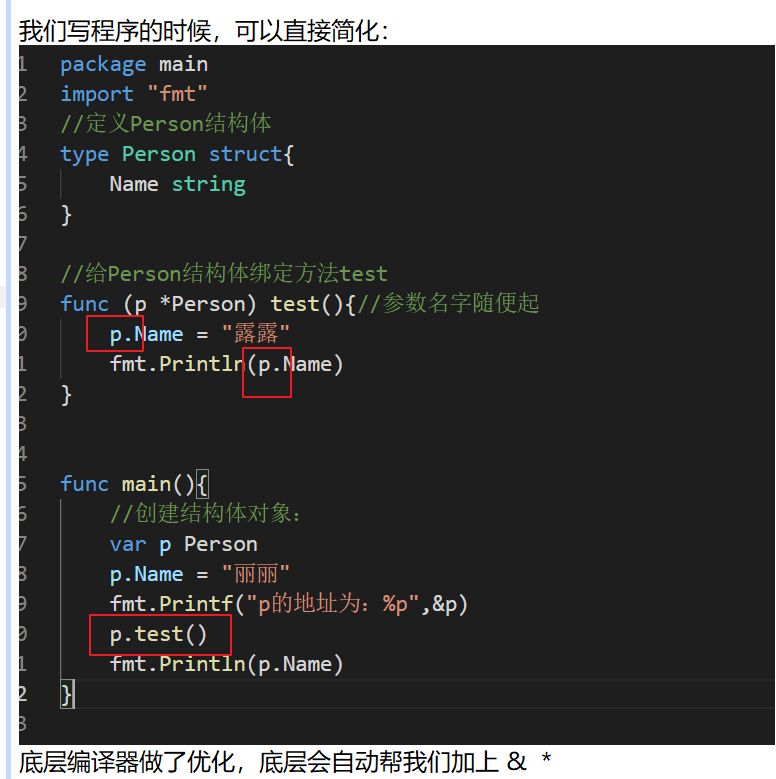 我们写程序的时候，可以直接简化：
1 package main
2 import "fmt"
3 //定义Person结构体
4 type Person struct{
5 Name string
6 }
7
8 //给Person结构体绑定方法test
9 func (p *Person) test(){//参数名字随便起
0 p.Name = "露露"
1 fmt.Println(p.Name)
2 }
3
4
5 func main(){
6 //创建结构体对象：
7 var p Person
8 p.Name = "丽丽"
9 fmt.Printf("p的地址为：%p",&p)
0 p.test()
1 fmt.Println(p.Name)
2 }
3
底层编译器做了优化，底层会自动帮我们加上 & *